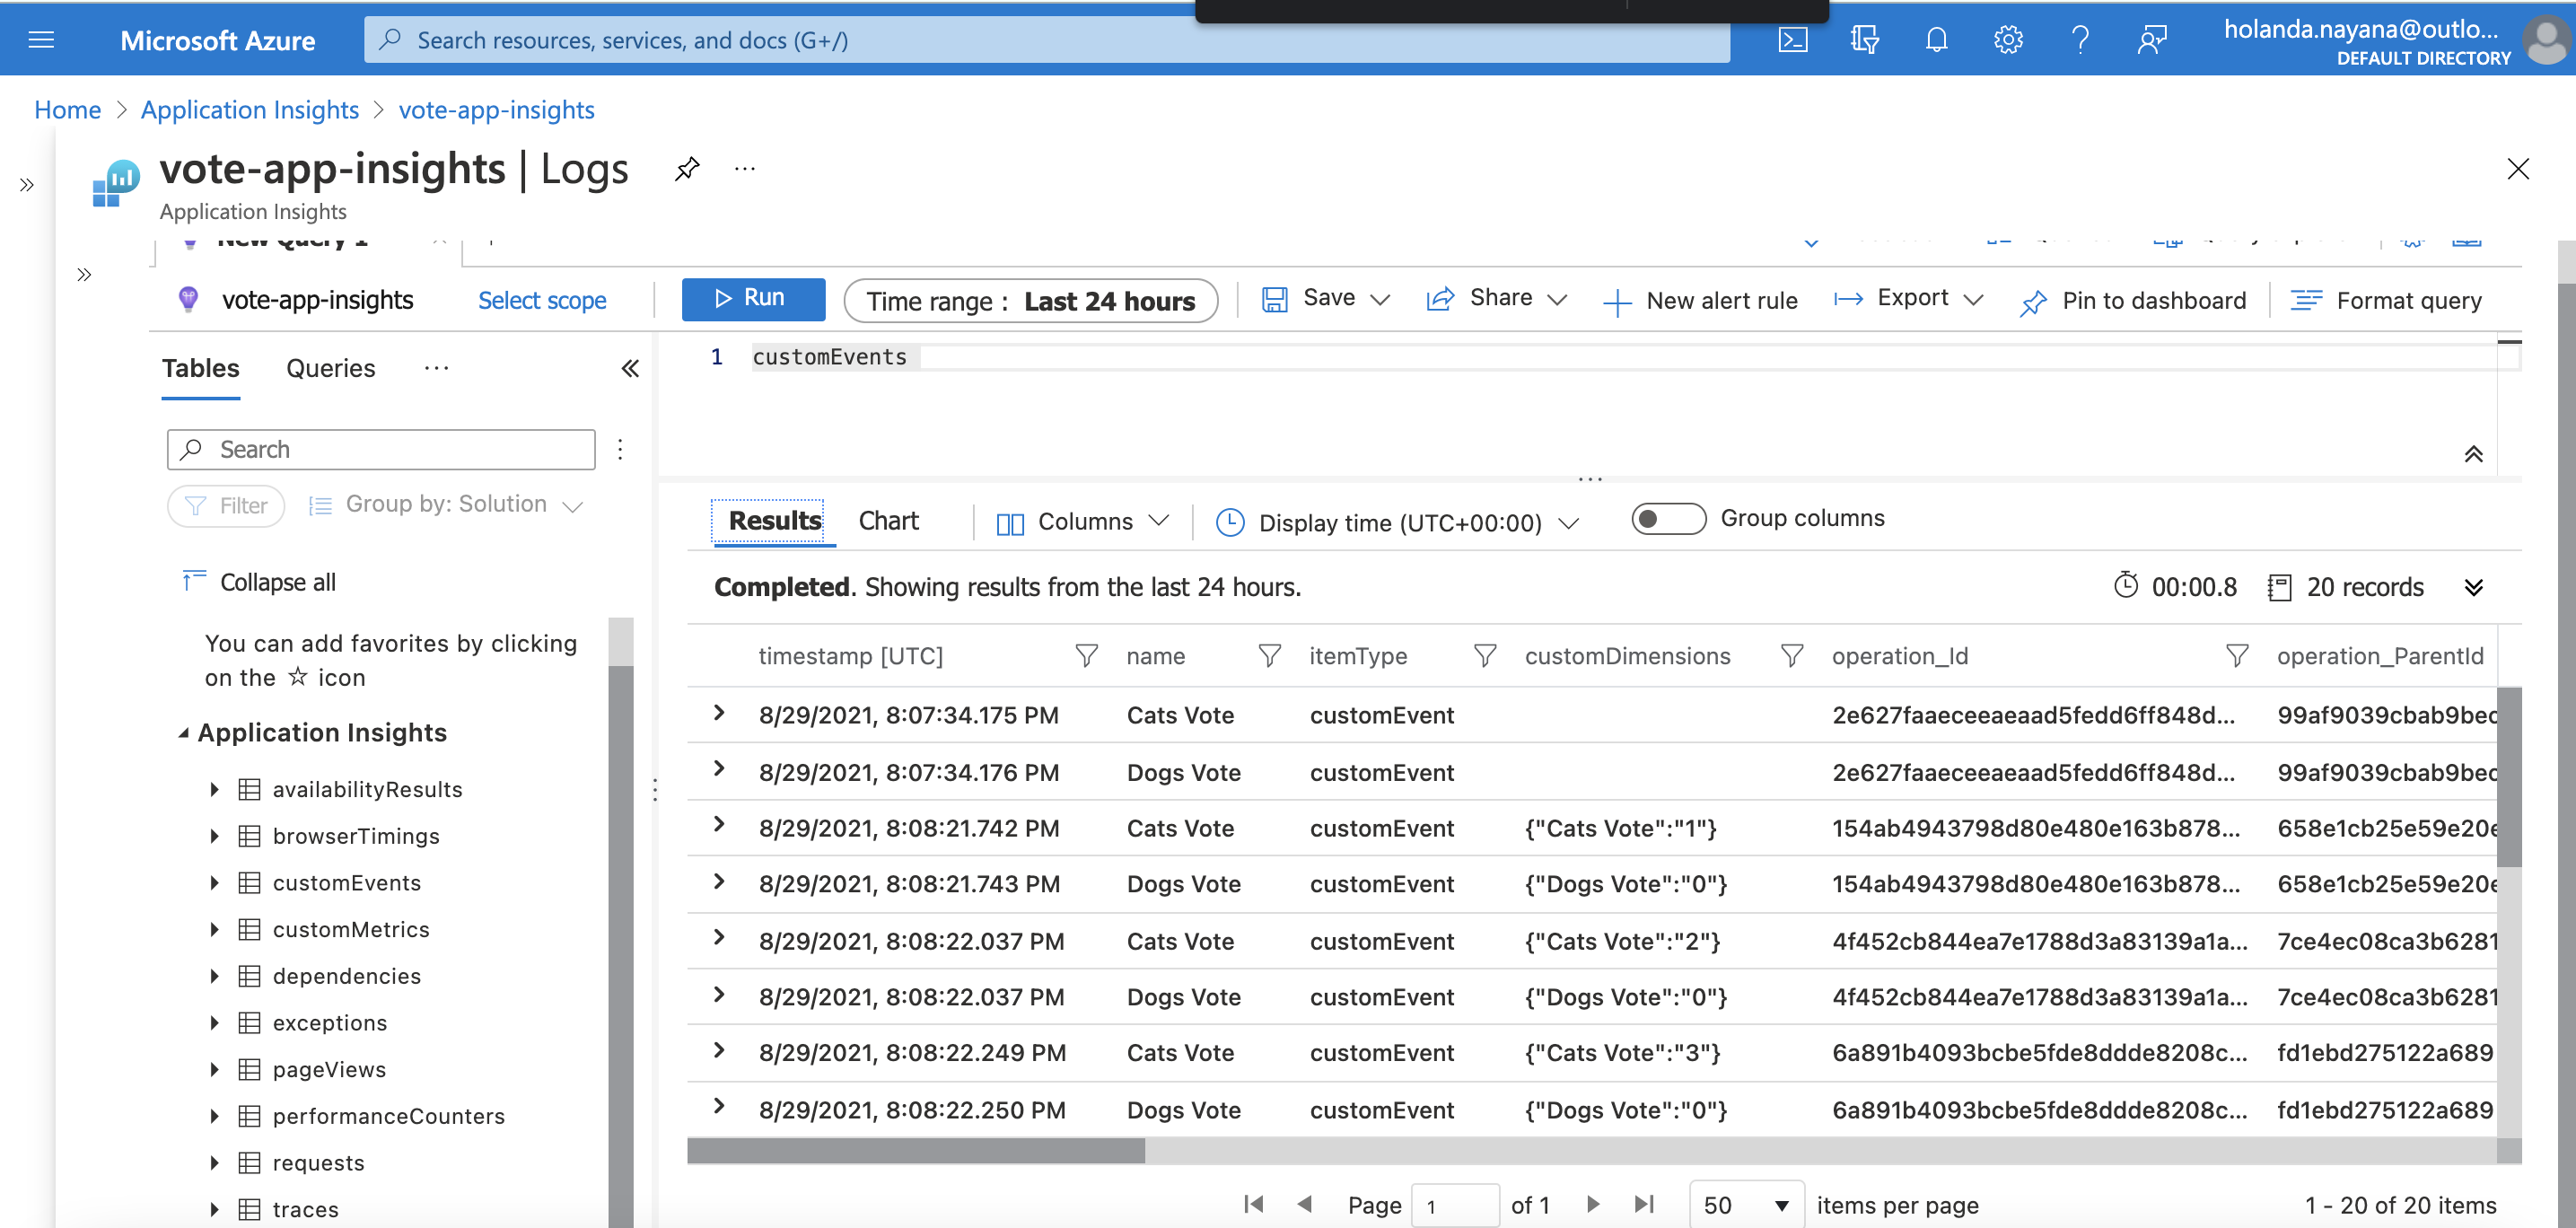 Microsoft Azure
Search resources, services, and docs (G+/)
holanda.nayana@outlo...
DEFAULT DIRECTORY
Home > Application Insights > vote-app-insights
vote-app-insights | Logs
Application Insights
New Query 1
vote-app-insights
Select scope
Run
Time range : Last 24 hours
Save
Share
New alert rule
Export
Pin to dashboard
Format query
Tables
Queries
Search
Filter
Group by: Solution
Collapse all
You can add favorites by clicking
on the ☆ icon
Application Insights
availabilityResults
browserTimings
customEvents
customMetrics
dependencies
exceptions
pageViews
performanceCounters
requests
traces
1 customEvents
Results
Chart
Columns
Display time (UTC+00:00)
Group columns
Completed. Showing results from the last 24 hours.
00:00.8
20 records
timestamp [UTC] name itemType customDimensions operation_Id operation_ParentId
8/29/2021, 8:07:34.175 PM Cats Vote customEvent 2e627faaeceeaeaad5fedd6ff848d... 99af9039cbab9bec
8/29/2021, 8:07:34.176 PM Dogs Vote customEvent 2e627faaeceeaeaad5fedd6ff848d... 99af9039cbab9bec
8/29/2021, 8:08:21.742 PM Cats Vote customEvent {"Cats Vote":"1"} 154ab4943798d80e480e163b878... 658e1cb25e59e20e
8/29/2021, 8:08:21.743 PM Dogs Vote customEvent {"Dogs Vote":"0"} 154ab4943798d80e480e163b878... 658e1cb25e59e20e
8/29/2021, 8:08:22.037 PM Cats Vote customEvent {"Cats Vote":"2"} 4f452cb844ea7e1788d3a83139a1a... 7ce4ec08ca3b6281
8/29/2021, 8:08:22.037 PM Dogs Vote customEvent {"Dogs Vote":"0"} 4f452cb844ea7e1788d3a83139a1a... 7ce4ec08ca3b6281
8/29/2021, 8:08:22.249 PM Cats Vote customEvent {"Cats Vote":"3"} 6a891b4093bcbe5fde8ddde8208c... fd1ebd275122a689
8/29/2021, 8:08:22.250 PM Dogs Vote customEvent {"Dogs Vote":"0"} 6a891b4093bcbe5fde8ddde8208c... fd1ebd275122a689
Page 1 of 1
50 items per page
1 - 20 of 20 items